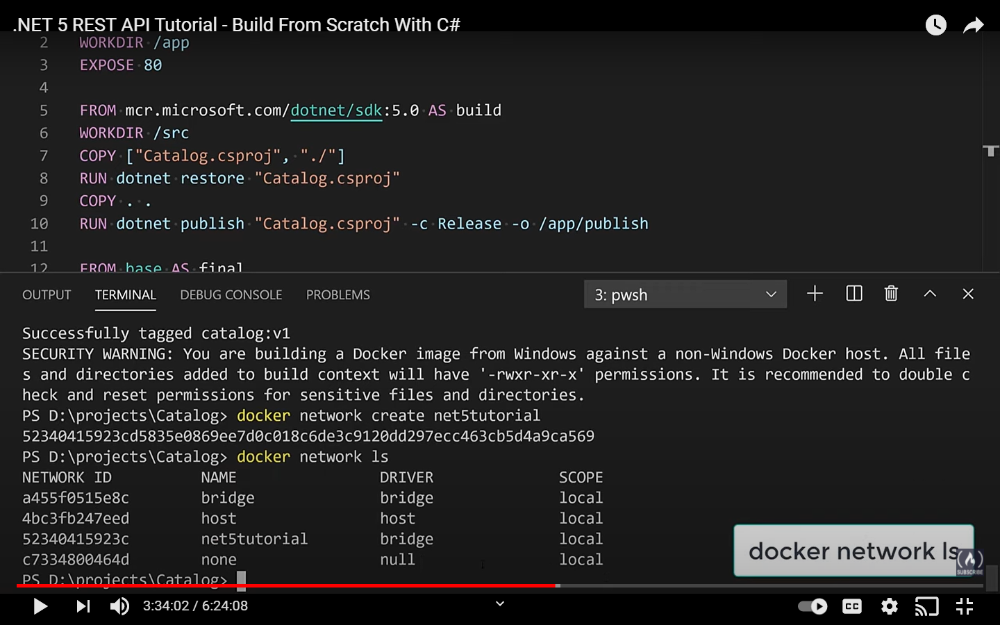 .NET 5 REST API Tutorial - Build From Scratch With C#
2 WORKDIR /app
3 EXPOSE 80
4
5 FROM mcr.microsoft.com/dotnet/sdk:5.0 AS build
6 WORKDIR /src
7 COPY ["Catalog.csproj", "./"]
8 RUN dotnet restore "Catalog.csproj"
9 COPY . .
10 RUN dotnet publish "Catalog.csproj" -c Release -o /app/publish
11
12 FROM base AS final
OUTPUT TERMINAL DEBUG CONSOLE PROBLEMS 3: pwsh
Successfully tagged catalog:v1
SECURITY WARNING: You are building a Docker image from Windows against a non-Windows Docker host. All file
s and directories added to build context will have '-rwxr-xr-x' permissions. It is recommended to double c
heck and reset permissions for sensitive files and directories.
PS D:\projects\Catalog> docker network create net5tutorial
52340415923cd5835e0869ee7d0c018c6de3c9120dd297ecc463cb5d4a9ca569
PS D:\projects\Catalog> docker network ls
NETWORK ID NAME DRIVER SCOPE
a455f0515e8c bridge bridge local
4bc3fb247eed host host local
52340415923c net5tutorial bridge local
c7334800464d none null local
PS D:\projects\Catalog>
docker network ls
SUBSCRIBE
3:34:02 / 6:24:08
CC